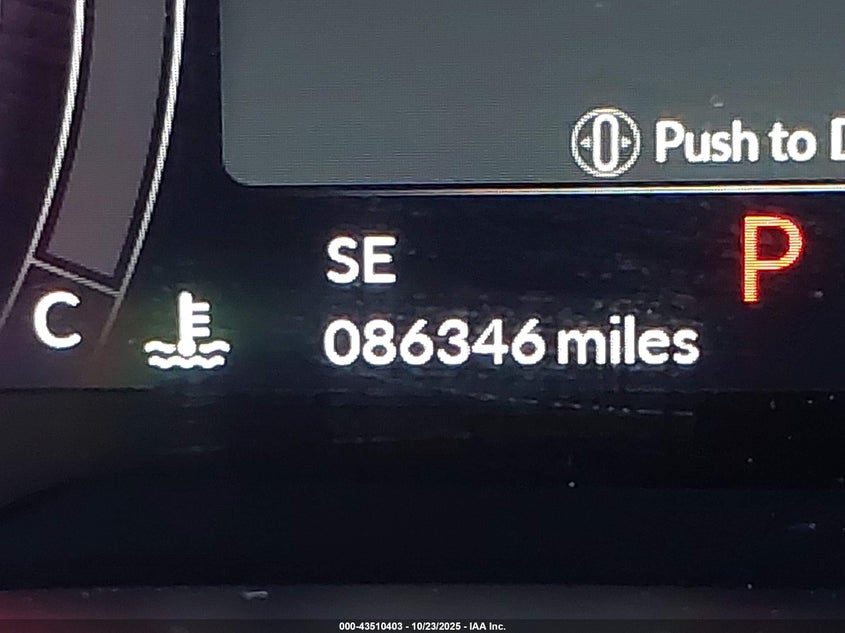 Push to D
SE
P
C
086346 miles
000-43510403 - 10/23/2025 - IAA Inc.